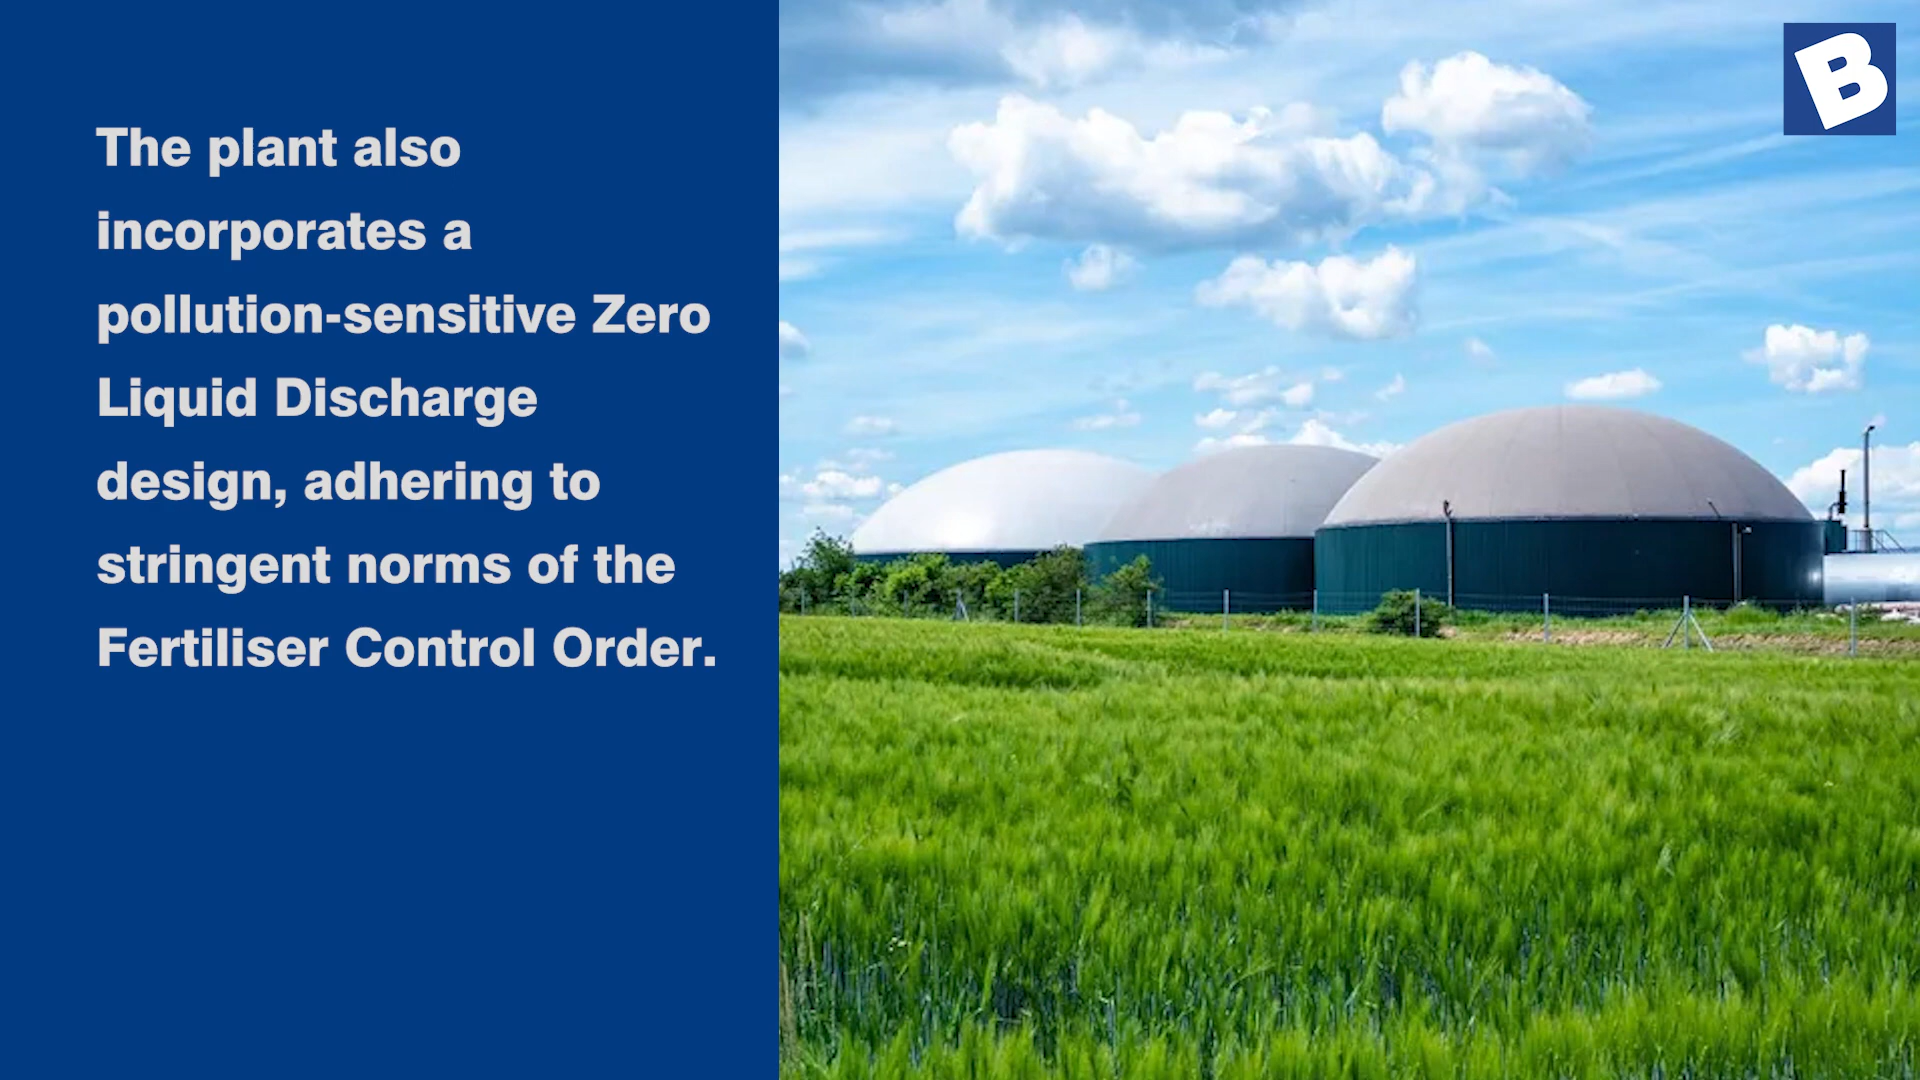 The plant also
incorporates a
pollution-sensitive Zero
Liquid Discharge
design, adhering to
stringent norms of the
Fertiliser Control Order.
B